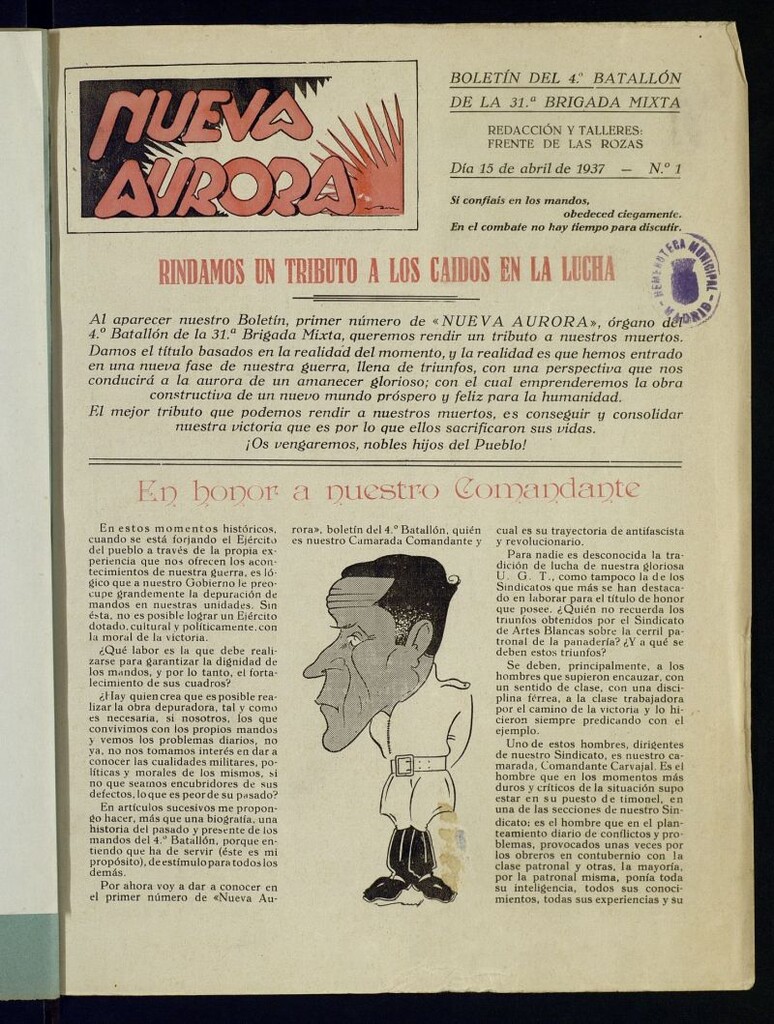 NUEVA
AURORA
BOLETÍN DEL 4.º BATALLÓN
DE LA 31.ª BRIGADA MIXTA
REDACCIÓN Y TALLERES:
FRENTE DE LAS ROZAS
Día 15 de abril de 1937 — N.º 1
Si confiais en los mandos,
obedeced ciegamente.
En el combate no hay tiempo para discutir.
HEMEROTECA MUNICIPAL
MADRID
RINDAMOS UN TRIBUTO A LOS CAIDOS EN LA LUCHA
Al aparecer nuestro Boletín, primer número de «NUEVA AURORA», órgano del
4.º Batallón de la 31.ª Brigada Mixta, queremos rendir un tributo a nuestros muertos.
Damos el título basados en la realidad del momento, y la realidad es que hemos entrado
en una nueva fase de nuestra guerra, llena de triunfos, con una perspectiva que nos
conducirá a la aurora de un amanecer glorioso; con el cual emprenderemos la obra
constructiva de un nuevo mundo próspero y feliz para la humanidad.
El mejor tributo que podemos rendir a nuestros muertos, es conseguir y consolidar
nuestra victoria que es por lo que ellos sacrificaron sus vidas.
¡Os vengaremos, nobles hijos del Pueblo!
En honor a nuestro Comandante
En estos momentos históricos,
cuando se está forjando el Ejército
del pueblo a través de la propia ex-
periencia que nos ofrecen los acon-
tecimientos de nuestra guerra, es ló-
gico que a nuestro Gobierno le preo-
cupe grandemente la depuración de
mandos en nuestras unidades. Sin
ésta, no es posible lograr un Ejército
dotado, cultural y políticamente, con
la moral de la victoria.
¿Qué labor es la que debe reali-
zarse para garantizar la dignidad de
los mandos, y por lo tanto, el forta-
lecimiento de sus cuadros?
¿Hay quien crea que es posible rea-
lizar la obra depuradora, tal y como
es necesaria, si nosotros, los que
convivimos con los propios mandos
y vemos los problemas diarios, no
ya, no nos tomamos interés en dar a
conocer las cualidades militares, po-
líticas y morales de los mismos, si
no que seamos encubridores de sus
defectos, lo que es peor de su pasado?
En artículos sucesivos me propon-
go hacer, más que una biografía, una
historia del pasado y presente de los
mandos del 4.º Batallón, porque en-
tiendo que ha de servir (éste es mi
propósito), de estímulo para todos los
demás.
Por ahora voy a dar a conocer en
el primer número de «Nueva Au-
rora», boletín del 4.º Batallón, quién
es nuestro Camarada Comandante y
cual es su trayectoria de antifascista
y revolucionario.
Para nadie es desconocida la tra-
dición de lucha de nuestra gloriosa
U. G. T., como tampoco la de los
Sindicatos que más se han destaca-
do en laborar para el título de honor
que posee. ¿Quién no recuerda los
triunfos obtenidos por el Sindicato
de Artes Blancas sobre la cerril pa-
tronal de la panadería? ¿Y a qué se
deben estos triunfos?
Se deben, principalmente, a los
hombres que supieron encauzar, con
un sentido de clase, con una disci-
plina férrea, a la clase trabajadora
por el camino de la victoria y lo hi-
cieron siempre predicando con el
ejemplo.
Uno de estos hombres, dirigentes
de nuestro Sindicato, es nuestro ca-
marada, Comandante Carvajal. Es el
hombre que en los momentos más
duros y críticos de la situación supo
estar en su puesto de timonel, en
una de las secciones de nuestro Sin-
dicato; es el hombre que en el plan-
teamiento diario de conflictos y pro-
blemas, provocados unas veces por
los obreros en contubernio con la
clase patronal y otras, la mayoría,
por la patronal misma, ponía toda
su inteligencia, todos sus conoci-
mientos, todas sus experiencias y su